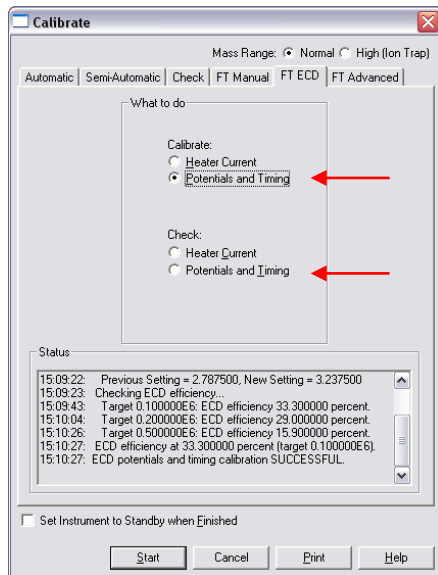 Calibrate
Mass Range: Normal High (Ion Trap)
Automatic Semi-Automatic Check FT Manual FT ECD FT Advanced
What to do
Calibrate:
Heater Current
Potentials and Timing
Check:
Heater Current
Potentials and Timing
Status
15:09:22: Previous Setting = 2.787500, New Setting = 3.237500
15:09:23: Checking ECD efficiency...
15:09:43: Target 0.100000E6: ECD efficiency 33.300000 percent.
15:10:04: Target 0.200000E6: ECD efficiency 29.000000 percent.
15:10:26: Target 0.500000E6: ECD efficiency 15.900000 percent.
15:10:27: ECD efficiency at 33.300000 percent (target 0.100000E6).
15:10:27: ECD potentials and timing calibration SUCCESSFUL.
Set Instrument to Standby when Finished
Start Cancel Print Help